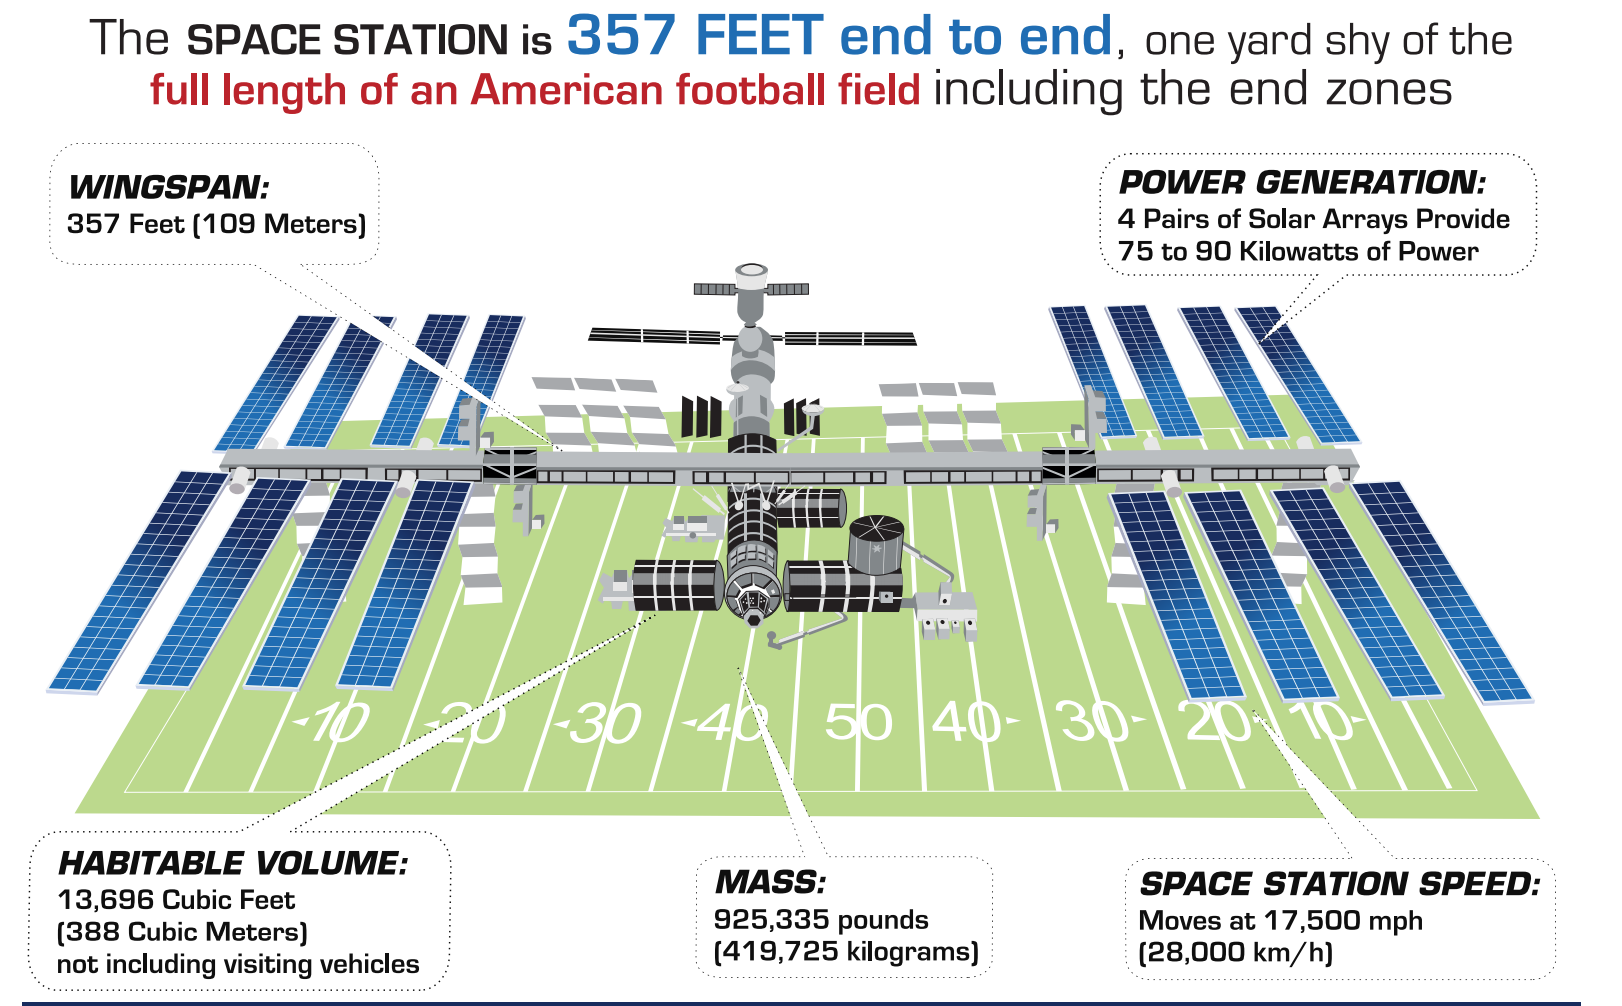 The SPACE STATION is 357 FEET end to end, one yard shy of the
full length of an American football field including the end zones
WINGSPAN:
357 Feet (109 Meters)
POWER GENERATION:
4 Pairs of Solar Arrays Provide
75 to 90 Kilowatts of Power
10 20 30 40 50 40 30 20 10
HABITABLE VOLUME:
13,696 Cubic Feet
(388 Cubic Meters)
not including visiting vehicles
MASS:
925,335 pounds
(419,725 kilograms)
SPACE STATION SPEED:
Moves at 17,500 mph
(28,000 km/h)